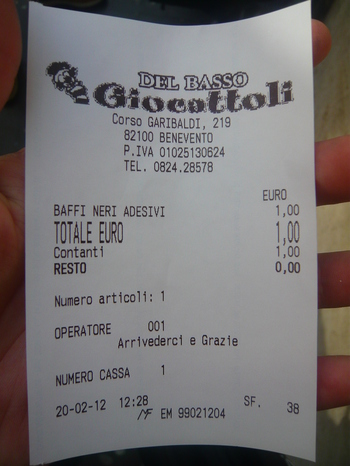 DEL BASSO
Giocattoli
Corso GARIBALDI, 219
82100 BENEVENTO
P.IVA 01025130624
TEL. 0824.28578
EURO
BAFFI NERI ADESIVI 1,00
TOTALE EURO 1,00
Contanti 1,00
RESTO 0,00
Numero articoli: 1
OPERATORE 001
Arrivederci e Grazie
NUMERO CASSA 1
20-02-12 12:28 SF. 38
MF EM 99021204